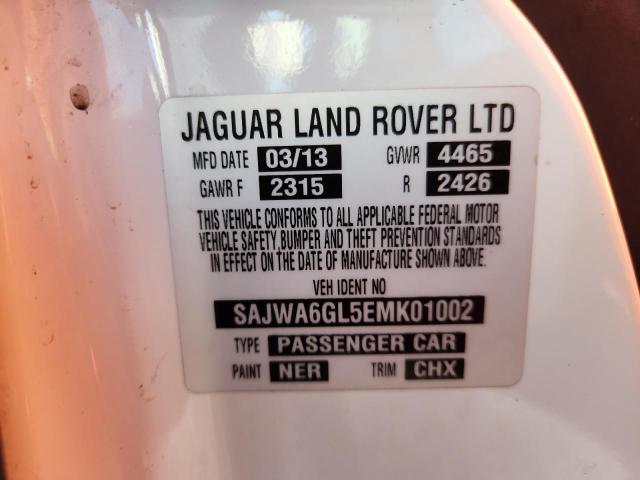 JAGUAR LAND ROVER LTD
MFD DATE 03/13 GVWR 4465
GAWR F 2315 R 2426
THIS VEHICLE CONFORMS TO ALL APPLICABLE FEDERAL MOTOR
VEHICLE SAFETY, BUMPER AND THEFT PREVENTION STANDARDS
IN EFFECT ON THE DATE OF MANUFACTURE SHOWN ABOVE.
VEH IDENT NO
SAJWA6GL5EMK01002
TYPE PASSENGER CAR
PAINT NER TRIM CHX